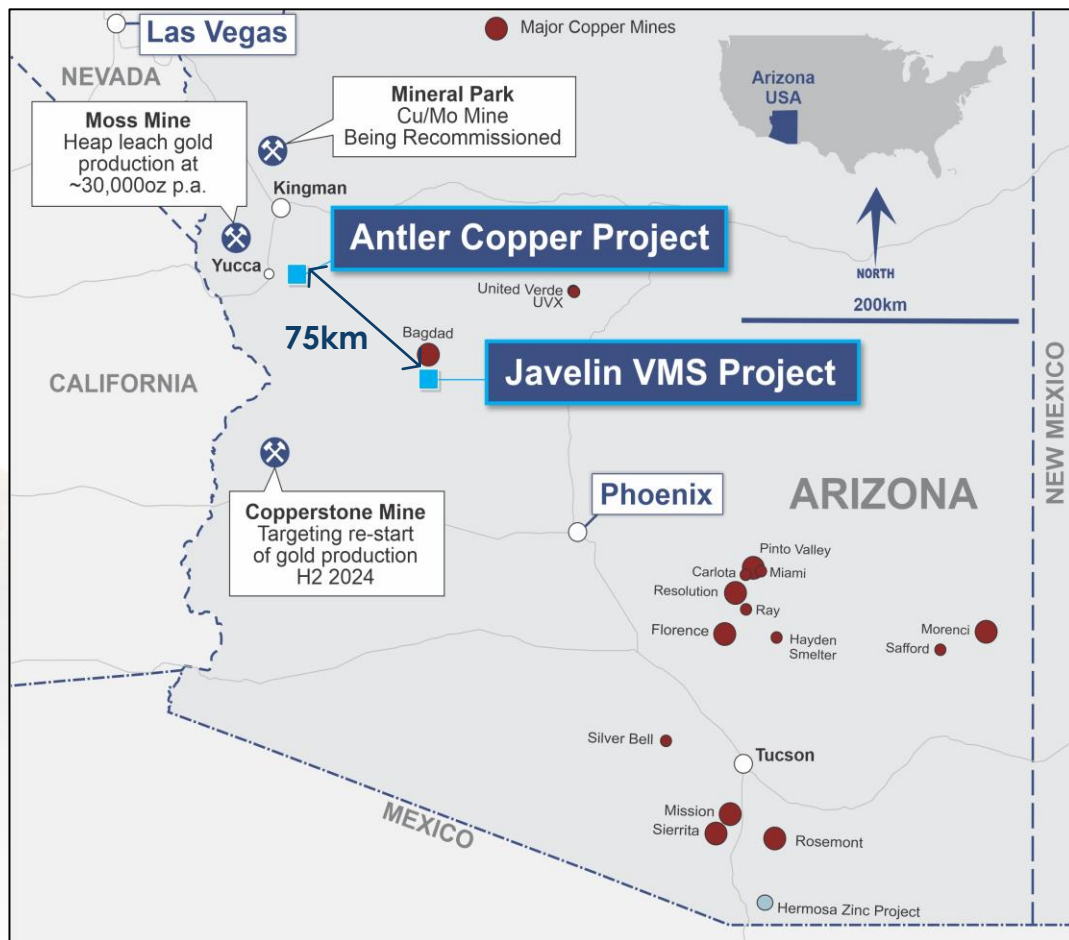 Major Copper Mines
Las Vegas
NEVADA
Arizona
USA
Mineral Park
Cu/Mo Mine
Being Recommissioned
Moss Mine
Heap leach gold
production at
~30,000oz p.a.
Kingman
Antler Copper Project
Yucca
NORTH
200km
United Verde
UVX
75km
Bagdad
Javelin VMS Project
CALIFORNIA
NEW MEXICO
Phoenix
ARIZONA
Copperstone Mine
Targeting re-start
of gold production
H2 2024
Pinto Valley
Carlota
Miami
Resolution
Ray
Florence
Hayden
Smelter
Morenci
Safford
Silver Bell
Tucson
Mission
Sierrita
Rosemont
MEXICO
Hermosa Zinc Project